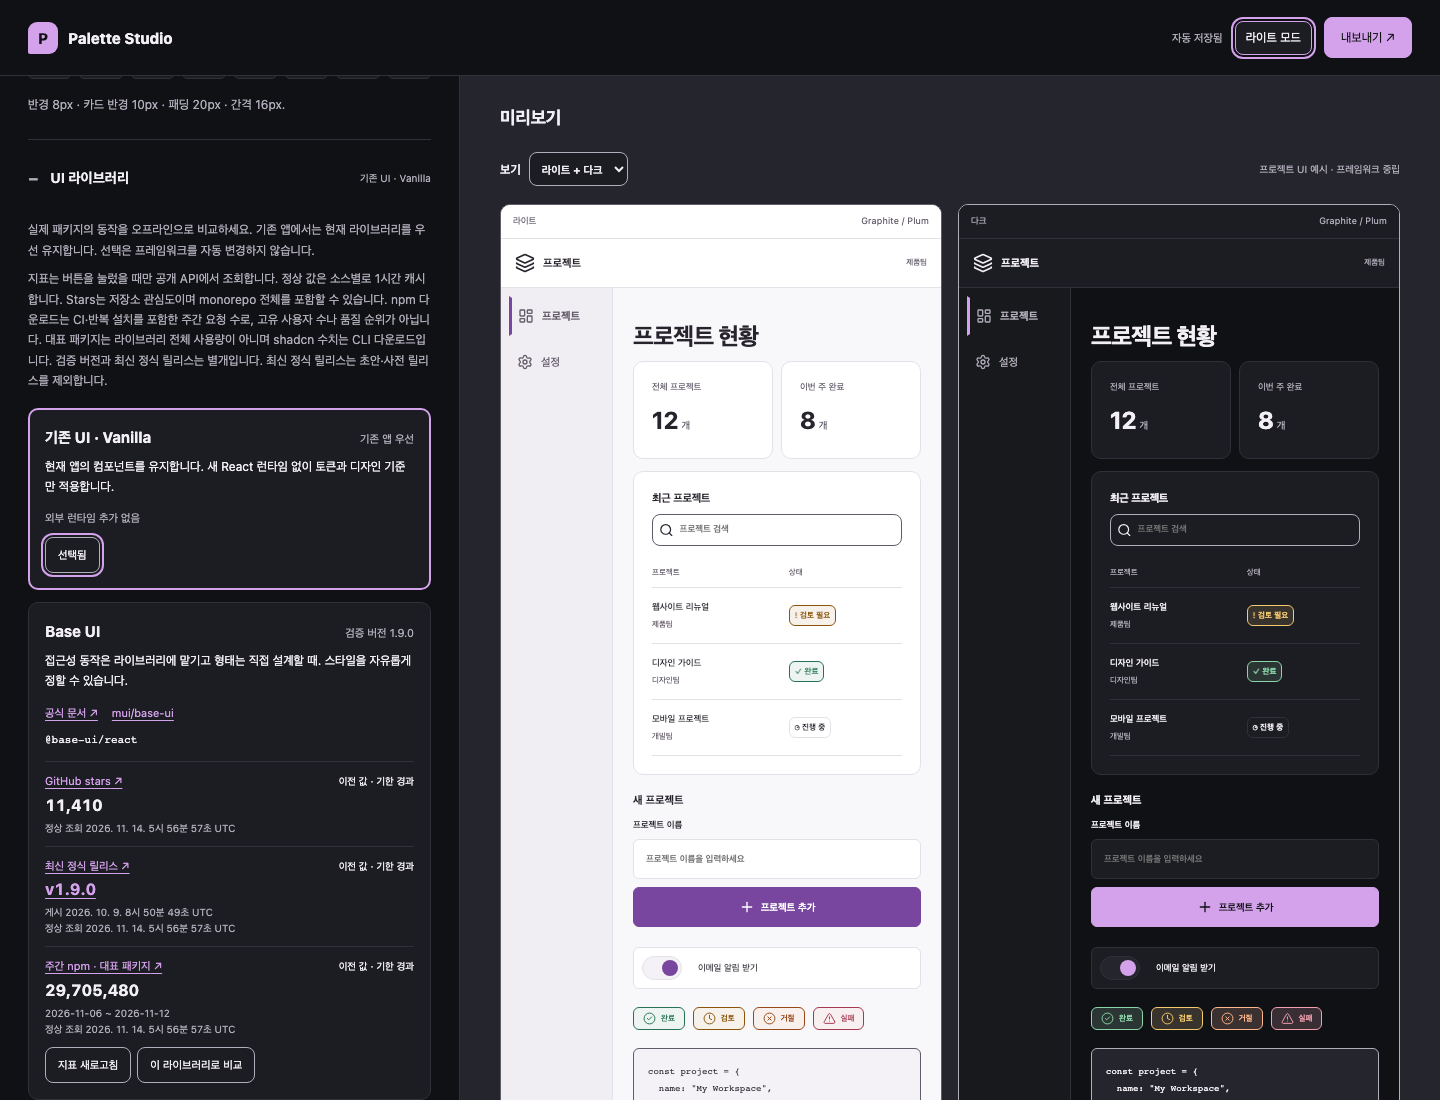 P Palette Studio
자동 저장됨
라이트 모드
내보내기 ↗
반경 8px · 카드 반경 10px · 패딩 20px · 간격 16px.
– UI 라이브러리
기존 UI · Vanilla
실제 패키지의 동작을 오프라인으로 비교하세요. 기존 앱에서는 현재 라이브러리를 우
선 유지합니다. 선택은 프레임워크를 자동 변경하지 않습니다.
지표는 버튼을 눌렀을 때만 공개 API에서 조회합니다. 정상 값은 소스별로 1시간 캐시
합니다. Stars는 저장소 관심도이며 monorepo 전체를 포함할 수 있습니다. npm 다
운로드는 CI·반복 설치를 포함한 주간 요청 수로, 고유 사용자 수나 품질 순위가 아닙니
다. 대표 패키지는 라이브러리 전체 사용량이 아니며 shadcn 수치는 CLI 다운로드입
니다. 검증 버전과 최신 정식 릴리스는 별개입니다. 최신 정식 릴리스는 초안·사전 릴리
스를 제외합니다.
기존 UI · Vanilla
기존 앱 우선
현재 앱의 컴포넌트를 유지합니다. 새 React 런타임 없이 토큰과 디자인 기준
만 적용합니다.
외부 런타임 추가 없음
선택됨
Base UI
검증 버전 1.9.0
접근성 동작은 라이브러리에 맡기고 형태는 직접 설계할 때. 스타일을 자유롭게
정할 수 있습니다.
공식 문서 ↗ mui/base-ui
@base-ui/react
GitHub stars ↗
이전 값 · 기한 경과
11,410
정상 조회 2026. 11. 14. 5시 56분 57초 UTC
최신 정식 릴리스 ↗
이전 값 · 기한 경과
v1.9.0
게시 2026. 10. 9. 8시 50분 49초 UTC
정상 조회 2026. 11. 14. 5시 56분 57초 UTC
주간 npm · 대표 패키지 ↗
이전 값 · 기한 경과
29,705,480
2026-11-06 ~ 2026-11-12
정상 조회 2026. 11. 14. 5시 56분 57초 UTC
지표 새로고침
이 라이브러리로 비교
미리보기
보기
라이트 + 다크
프로젝트 UI 예시 · 프레임워크 중립
라이트
Graphite / Plum
프로젝트
제품팀
프로젝트
설정
프로젝트 현황
전체 프로젝트
12 개
이번 주 완료
8 개
최근 프로젝트
프로젝트 검색
프로젝트
상태
웹사이트 리뉴얼
제품팀
! 검토 필요
디자인 가이드
디자인팀
✓ 완료
모바일 프로젝트
개발팀
진행 중
새 프로젝트
프로젝트 이름
프로젝트 이름을 입력하세요
+ 프로젝트 추가
이메일 알림 받기
완료
검토
거절
실패
const project = {
name: "My Workspace",
다크
Graphite / Plum
프로젝트
제품팀
프로젝트
설정
프로젝트 현황
전체 프로젝트
12 개
이번 주 완료
8 개
최근 프로젝트
프로젝트 검색
프로젝트
상태
웹사이트 리뉴얼
제품팀
! 검토 필요
디자인 가이드
디자인팀
✓ 완료
모바일 프로젝트
개발팀
진행 중
새 프로젝트
프로젝트 이름
프로젝트 이름을 입력하세요
+ 프로젝트 추가
이메일 알림 받기
완료
검토
거절
실패
const project = {
name: "My Workspace",